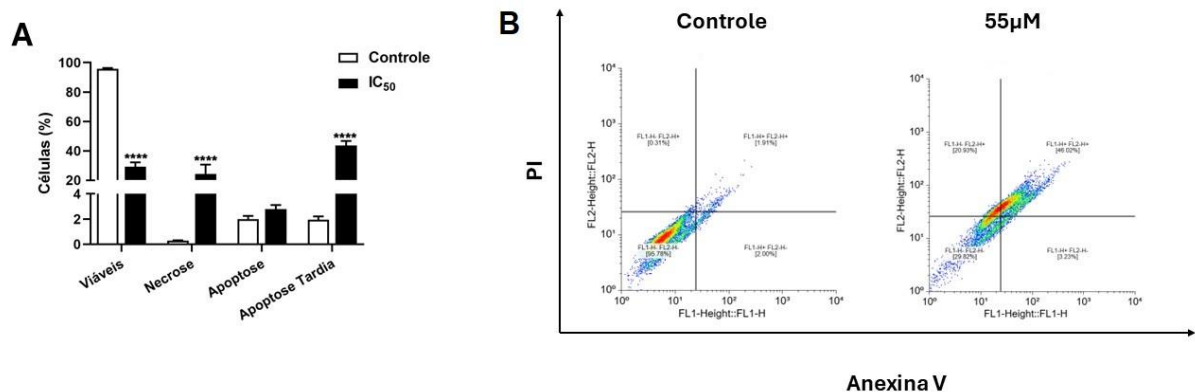 A
Controle
IC50
Células (%)
100
80
60
40
20
4
2
0
****
****
****
Viáveis
Necrose
Apoptose
Apoptose Tardia
B
Controle
55µM
PI
FL2-Height::FL2-H
10⁴
10³
10²
10¹
10⁰
FL1-H- FL2-H+
[0.31%]
FL1-H+ FL2-H+
[1.91%]
FL1-H- FL2-H-
[95.78%]
FL1-H+ FL2-H-
[2.00%]
10⁰ 10¹ 10² 10³ 10⁴
FL1-Height::FL1-H
FL2-Height::FL2-H
10⁴
10³
10²
10¹
10⁰
FL1-H- FL2-H+
[20.93%]
FL1-H+ FL2-H+
[46.02%]
FL1-H- FL2-H-
[29.82%]
FL1-H+ FL2-H-
[3.23%]
10⁰ 10¹ 10² 10³ 10⁴
FL1-Height::FL1-H
Anexina V